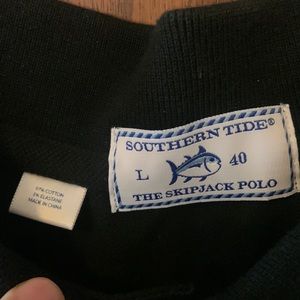 SOUTHERN TIDE®
L 40
THE SKIPJACK POLO
97% COTTON
3% ELASTANE
MADE IN CHINA